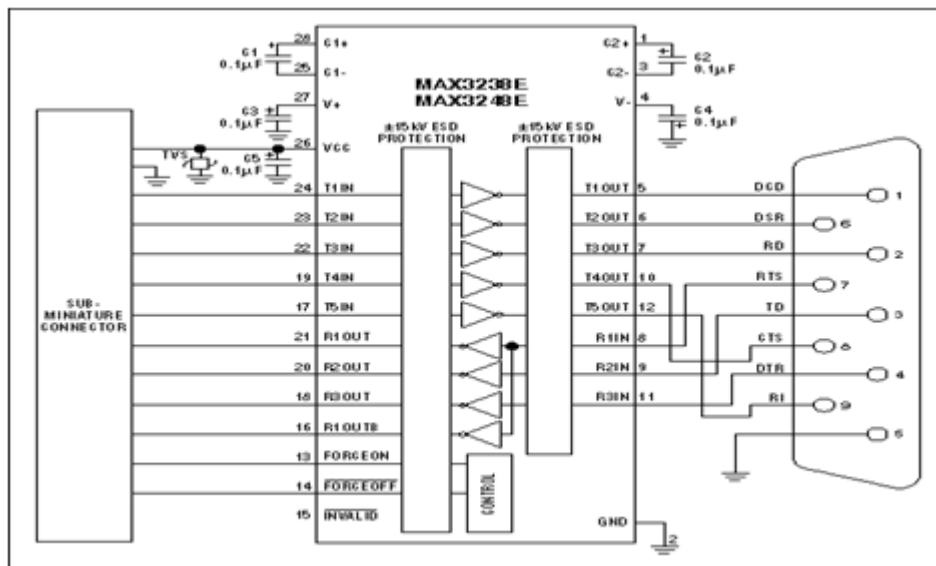 28 C1+ C2+ 1
C1 0.1µF C2 0.1µF
25 C1- C2- 3
MAX3238E
MAX3248E
27 V+ V- 4
C3 0.1µF C4 0.1µF
±15kV ESD PROTECTION ±15kV ESD PROTECTION
26 VCC
TVS C5 0.1µF
24 T1IN T1OUT 5 DCD 1
23 T2IN T2OUT 6 DSR 6
22 T3IN T3OUT 7 RD 2
19 T4IN T4OUT 10 RTS 7
17 T5IN T5OUT 12 TD 3
SUB-
MINIATURE
CONNECTOR
21 R1OUT R1IN 8 CTS 8
20 R2OUT R2IN 9 DTR 4
18 R3OUT R3IN 11 RI 9
16 R1OUTB 5
13 FORCEON
14 FORCEOFF
CONTROL
15 INVALID
GND 2